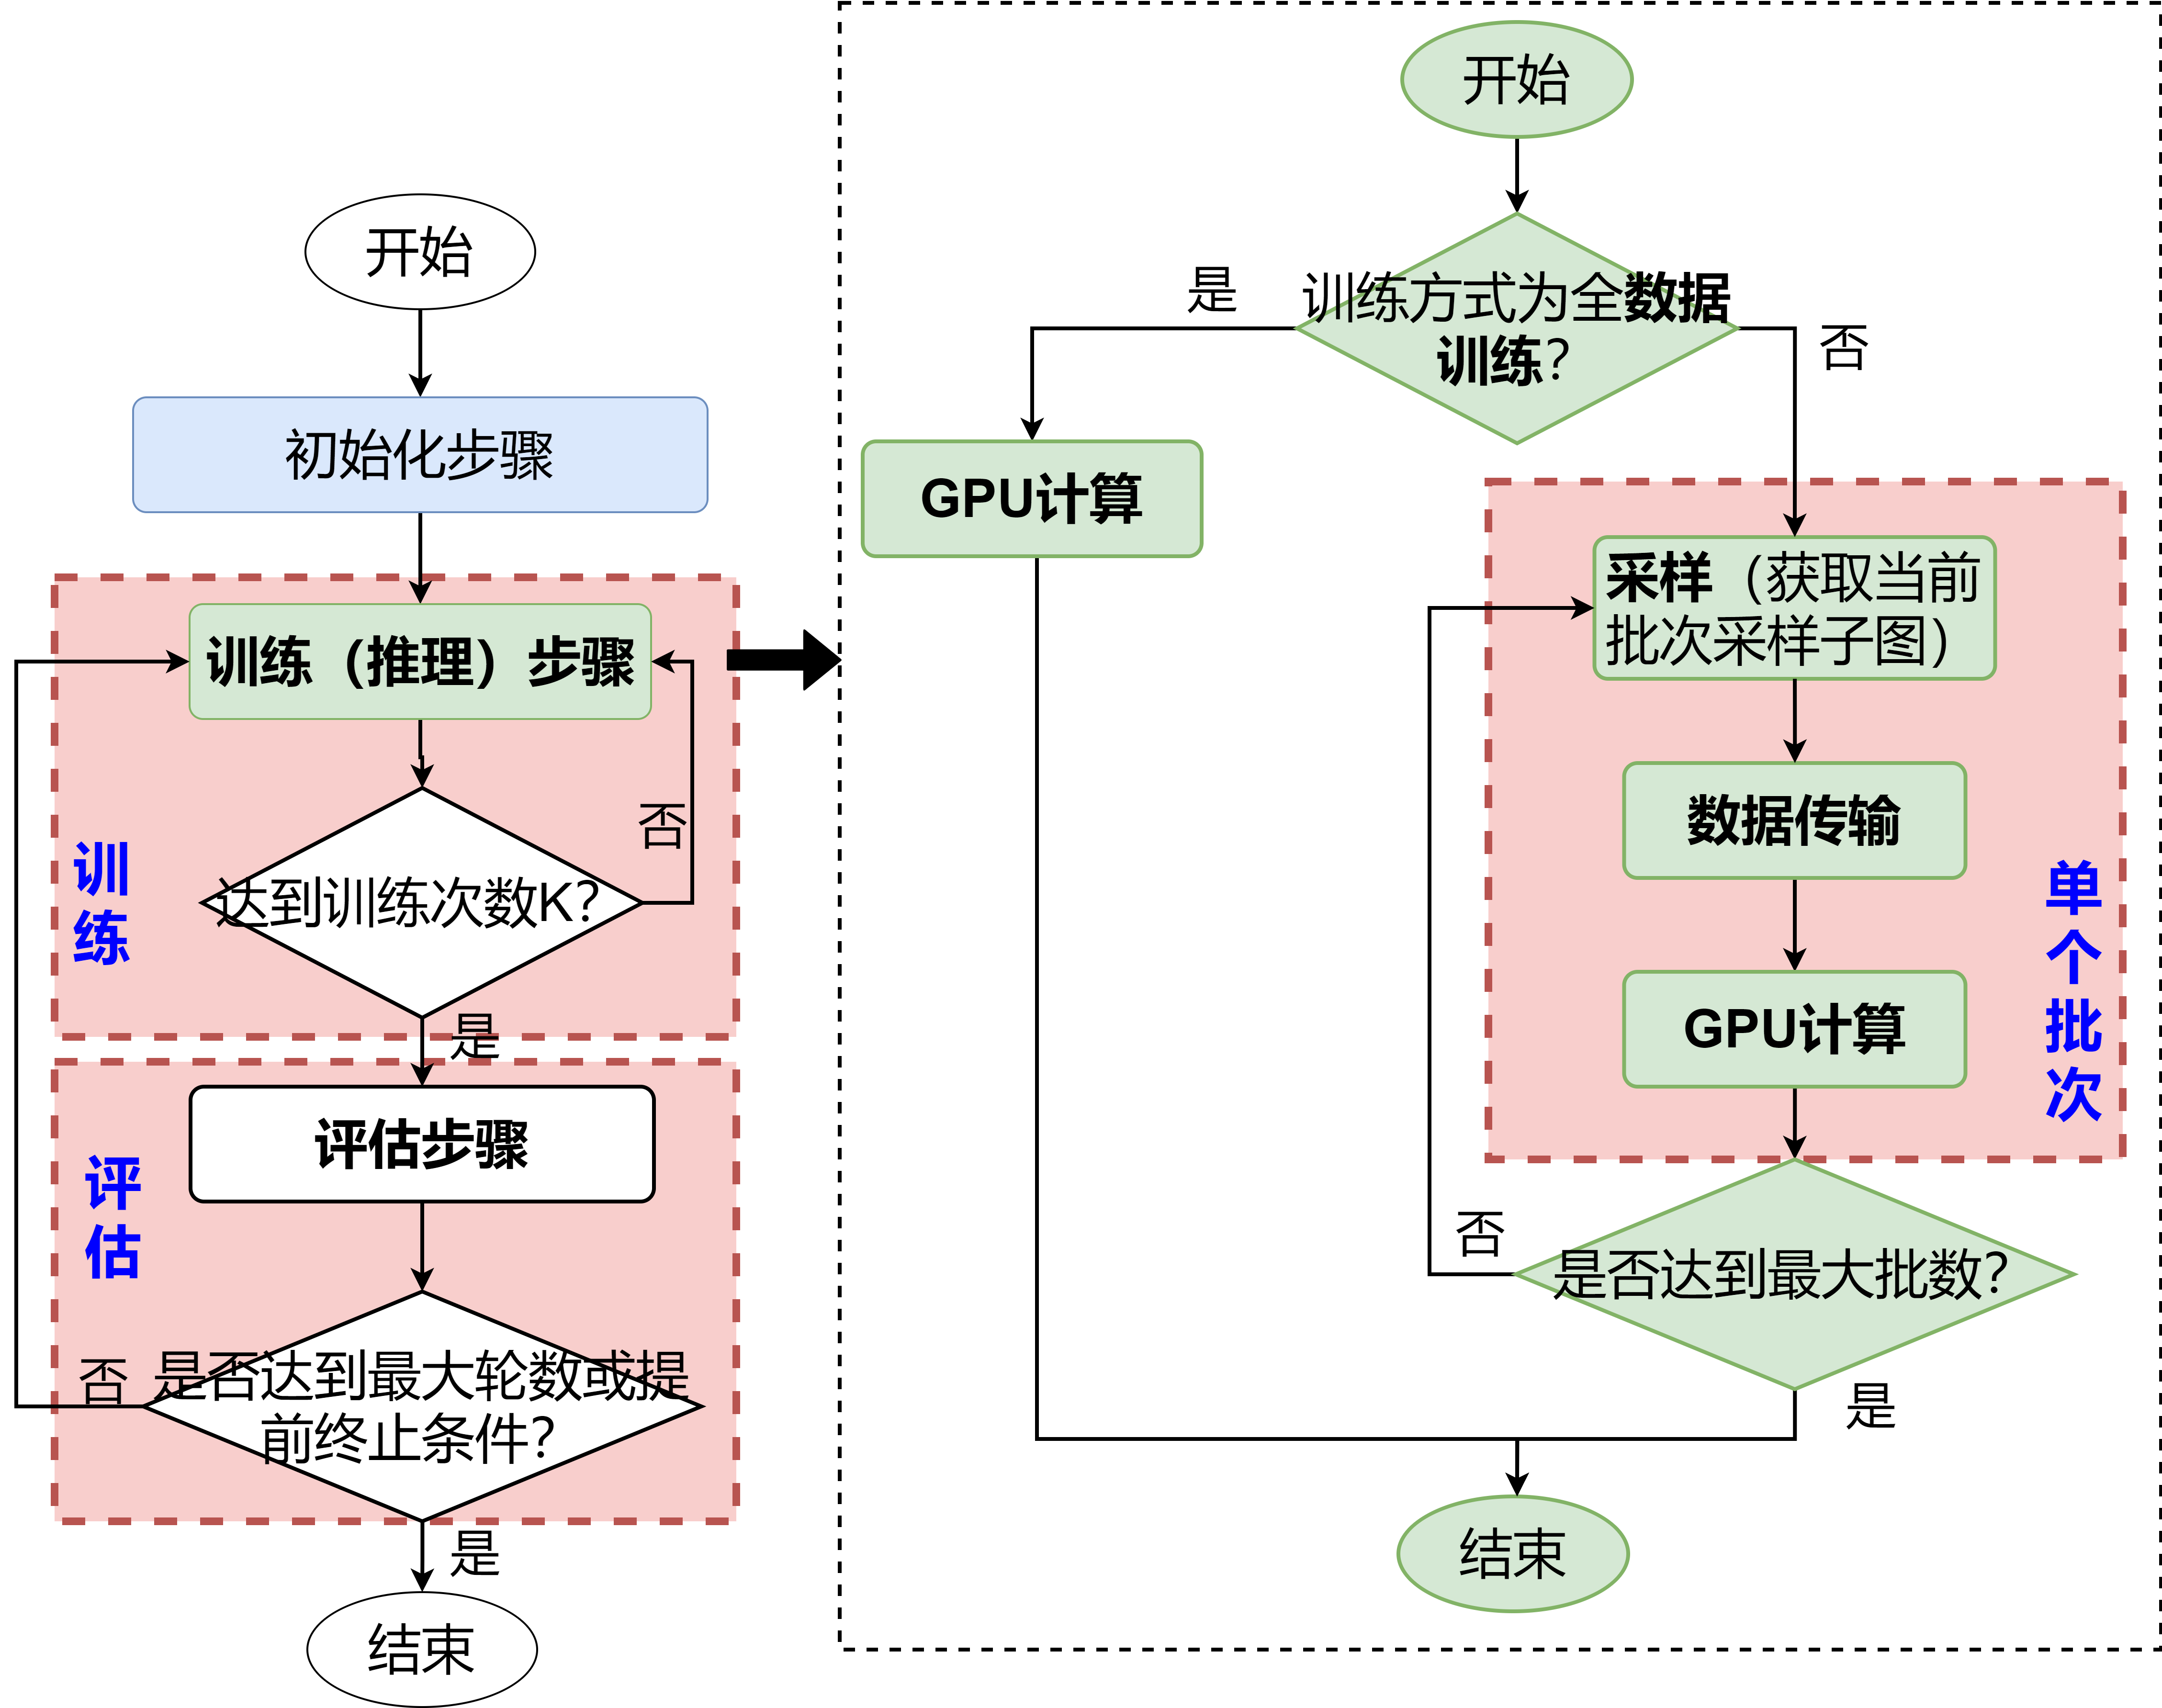 开始
初始化步骤
训练（推理）步骤
否
达到训练次数K？
训
练
是
评估步骤
评
估
否
是否达到最大轮数或提
前终止条件？
是
结束
开始
是
训练方式为全数据
训练？
否
GPU计算
采样（获取当前
批次采样子图）
数据传输
GPU计算
单
个
批
次
否
是否达到最大批数？
是
结束